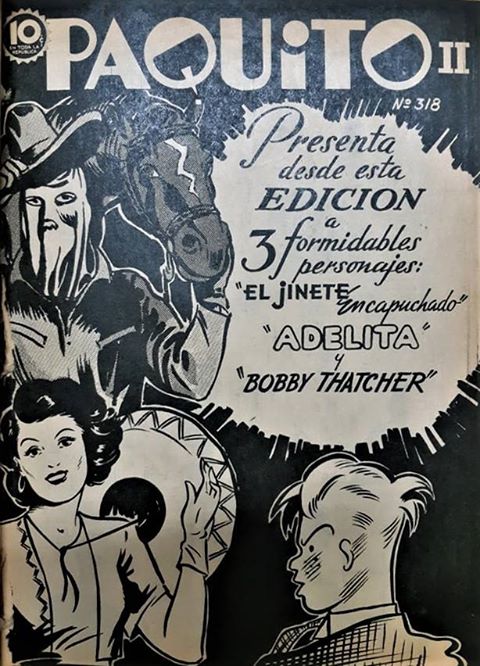 10
EN TODA LA
REPUBLICA
PAQUiTO II
Nº 318
Presenta
desde esta
EDICION
a
3 formidables
personajes:
"EL jINETE encapuchado"
"ADELITA"
y
"BOBBY THATCHER"